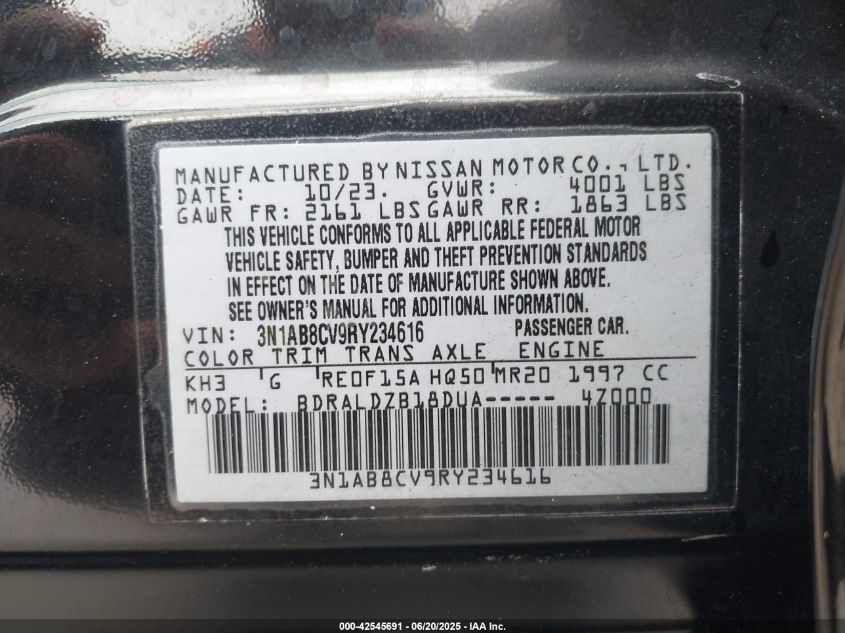 MANUFACTURED BY NISSAN MOTOR CO., LTD.
DATE: 10/23. GVWR: 4001 LBS
GAWR FR: 2161 LBS GAWR RR: 1863 LBS
THIS VEHICLE CONFORMS TO ALL APPLICABLE FEDERAL MOTOR
VEHICLE SAFETY, BUMPER AND THEFT PREVENTION STANDARDS
IN EFFECT ON THE DATE OF MANUFACTURE SHOWN ABOVE.
SEE OWNER'S MANUAL FOR ADDITIONAL INFORMATION.
VIN: 3N1AB8CV9RY234616 PASSENGER CAR.
COLOR TRIM TRANS AXLE ENGINE
KH3 G RE0F15A HQ50 MR20 1997 CC
MODEL: BDRALDZB18DUA----- 4Z000
3N1AB8CV9RY234616
000-42545691 - 06/20/2025 - IAA Inc.